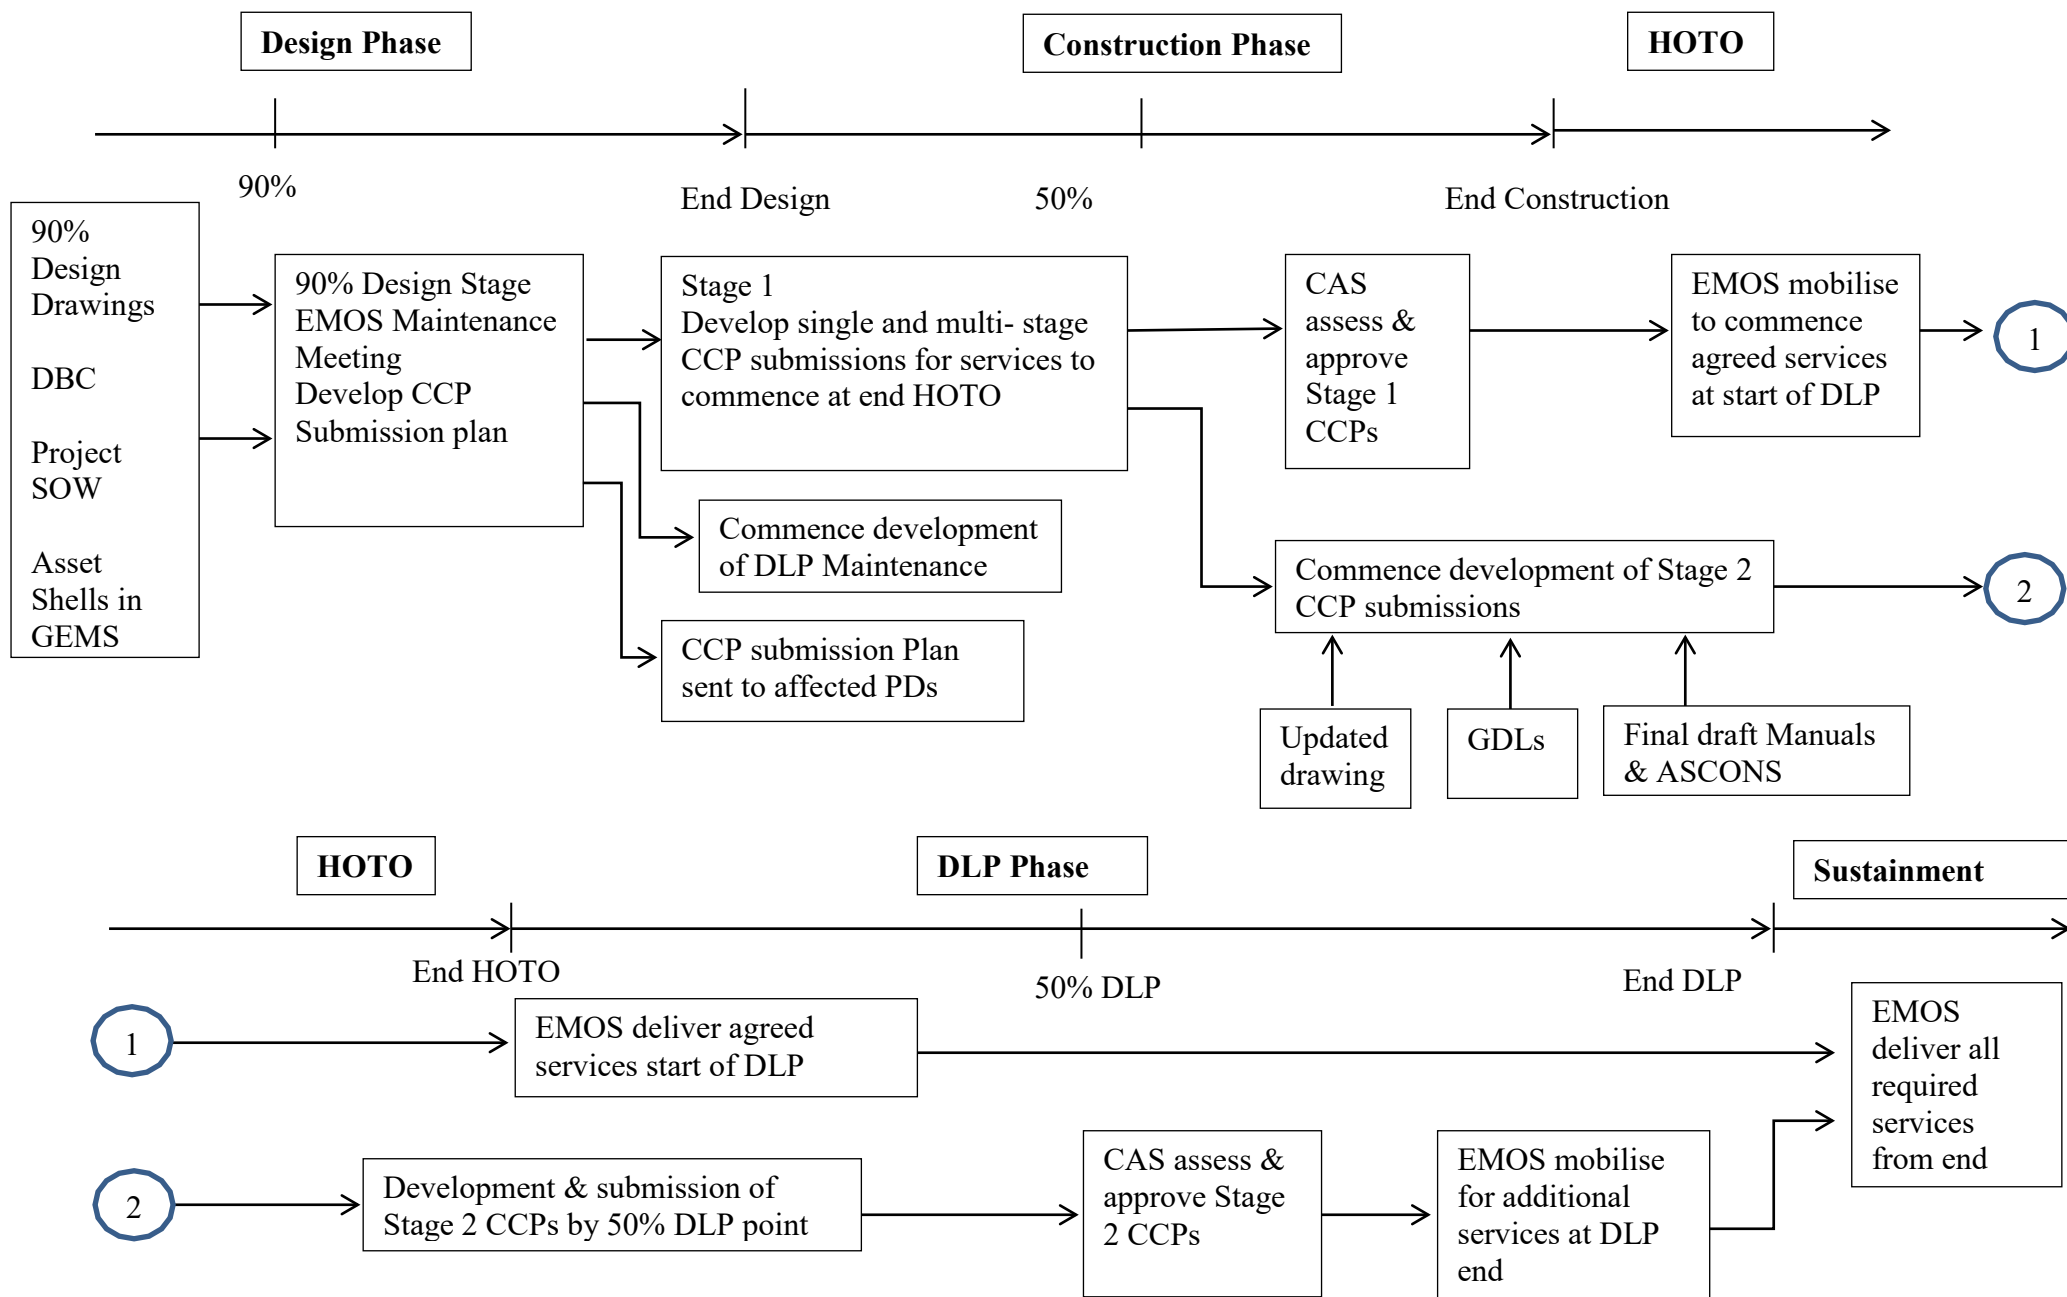 Design Phase
Construction Phase
HOTO
90%
End Design
50%
End Construction
90%
Design
Drawings
DBC
Project
SOW
Asset
Shells in
GEMS
90% Design Stage
EMOS Maintenance
Meeting
Develop CCP
Submission plan
Stage 1
Develop single and multi- stage
CCP submissions for services to
commence at end HOTO
CAS
assess &
approve
Stage 1
CCPs
EMOS mobilise
to commence
agreed services
at start of DLP
1
Commence development
of DLP Maintenance
CCP submission Plan
sent to affected PDs
Commence development of Stage 2
CCP submissions
2
Updated
drawing
GDLs
Final draft Manuals
& ASCONS
HOTO
DLP Phase
Sustainment
End HOTO
50% DLP
End DLP
1
EMOS deliver agreed
services start of DLP
EMOS
deliver all
required
services
from end
2
Development & submission of
Stage 2 CCPs by 50% DLP point
CAS assess &
approve Stage
2 CCPs
EMOS mobilise
for additional
services at DLP
end